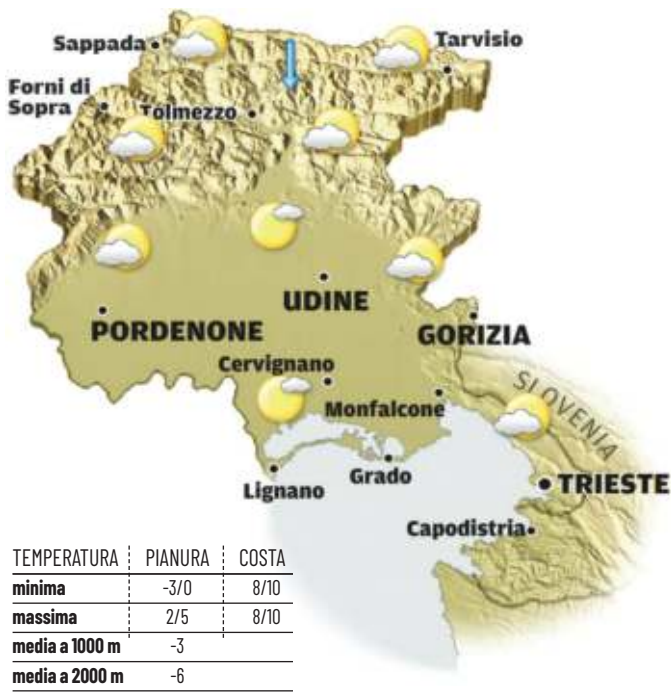 Sappada
Tarvisio
Forni di
Sopra
Tolmezzo
UDINE
PORDENONE
GORIZIA
Cervignano
SLOVENIA
Monfalcone
Grado
Lignano
TRIESTE
Capodistria
TEMPERATURA PIANURA COSTA
minima -3/0 8/10
massima 2/5 8/10
media a 1000 m -3
media a 2000 m -6